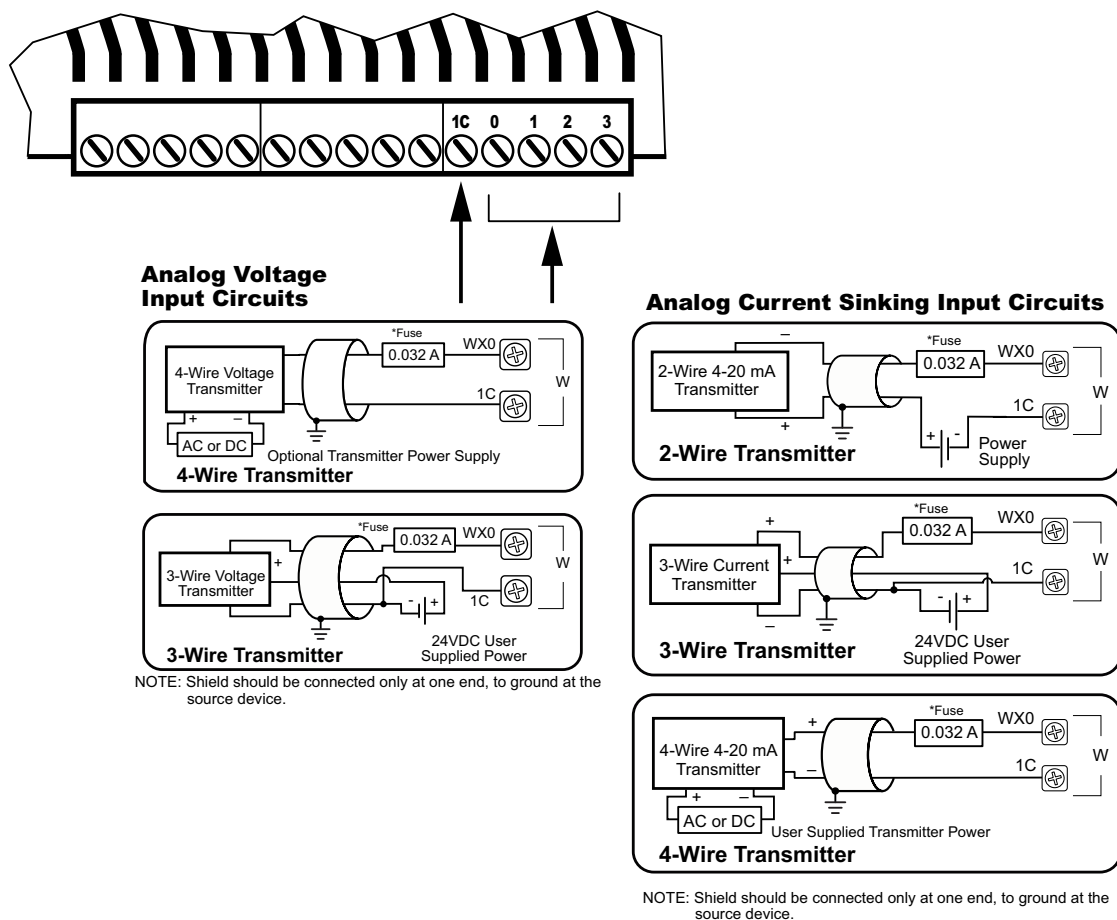 1C 0 1 2 3
Analog Voltage
Input Circuits
*Fuse
0.032 A
WX0
4-Wire Voltage
Transmitter
1C
W
+ –
AC or DC
Optional Transmitter Power Supply
4-Wire Transmitter
*Fuse
0.032 A
WX0
+
3-Wire Voltage
Transmitter
W
1C
- +
24VDC User
Supplied Power
3-Wire Transmitter
NOTE: Shield should be connected only at one end, to ground at the
source device.
Analog Current Sinking Input Circuits
–
*Fuse
0.032 A
WX0
2-Wire 4-20 mA
Transmitter
W
1C
+
+ -
Power
Supply
2-Wire Transmitter
*Fuse
0.032 A
WX0
+
+
3-Wire Current
Transmitter
W
1C
–
- +
24VDC User
Supplied Power
3-Wire Transmitter
*Fuse
0.032 A
WX0
+
4-Wire 4-20 mA
Transmitter
W
–
1C
+ –
AC or DC
User Supplied Transmitter Power
4-Wire Transmitter
NOTE: Shield should be connected only at one end, to ground at the
source device.